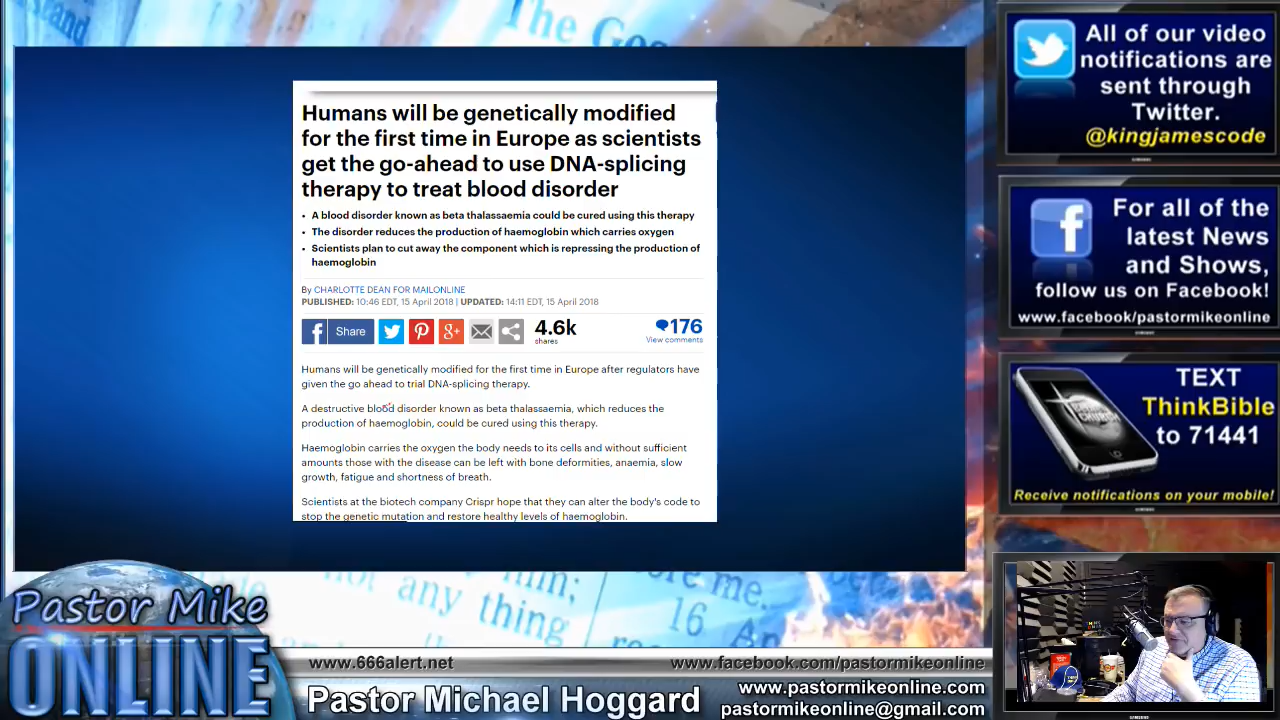 Humans will be genetically modified
for the first time in Europe as scientists
get the go-ahead to use DNA-splicing
therapy to treat blood disorder
• A blood disorder known as beta thalassaemia could be cured using this therapy
• The disorder reduces the production of haemoglobin which carries oxygen
• Scientists plan to cut away the component which is repressing the production of
haemoglobin
By CHARLOTTE DEAN FOR MAILONLINE
PUBLISHED: 10:46 EDT, 15 April 2018 | UPDATED: 14:11 EDT, 15 April 2018
f Share
g+
4.6k
shares
176
View comments
Humans will be genetically modified for the first time in Europe after regulators have
given the go ahead to trial DNA-splicing therapy.
A destructive blood disorder known as beta thalassaemia, which reduces the
production of haemoglobin, could be cured using this therapy.
Haemoglobin carries the oxygen the body needs to its cells and without sufficient
amounts those with the disease can be left with bone deformities, anaemia, slow
growth, fatigue and shortness of breath.
Scientists at the biotech company Crispr hope that they can alter the body's code to
stop the genetic mutation and restore healthy levels of haemoglobin.
All of our video
notifications are
sent through
Twitter.
@kingjamescode
f
For all of the
latest News
and Shows,
follow us on Facebook!
www.facebook/pastormikeonline
TEXT
ThinkBible
to 71441
Receive notifications on your mobile!
any thing
16
Pastor Mike
ONLINE
www.666alert.net
www.facebook.com/pastormikeonline
Pastor Michael Hoggard
www.pastormikeonline.com
pastormikeonline@gmail.com